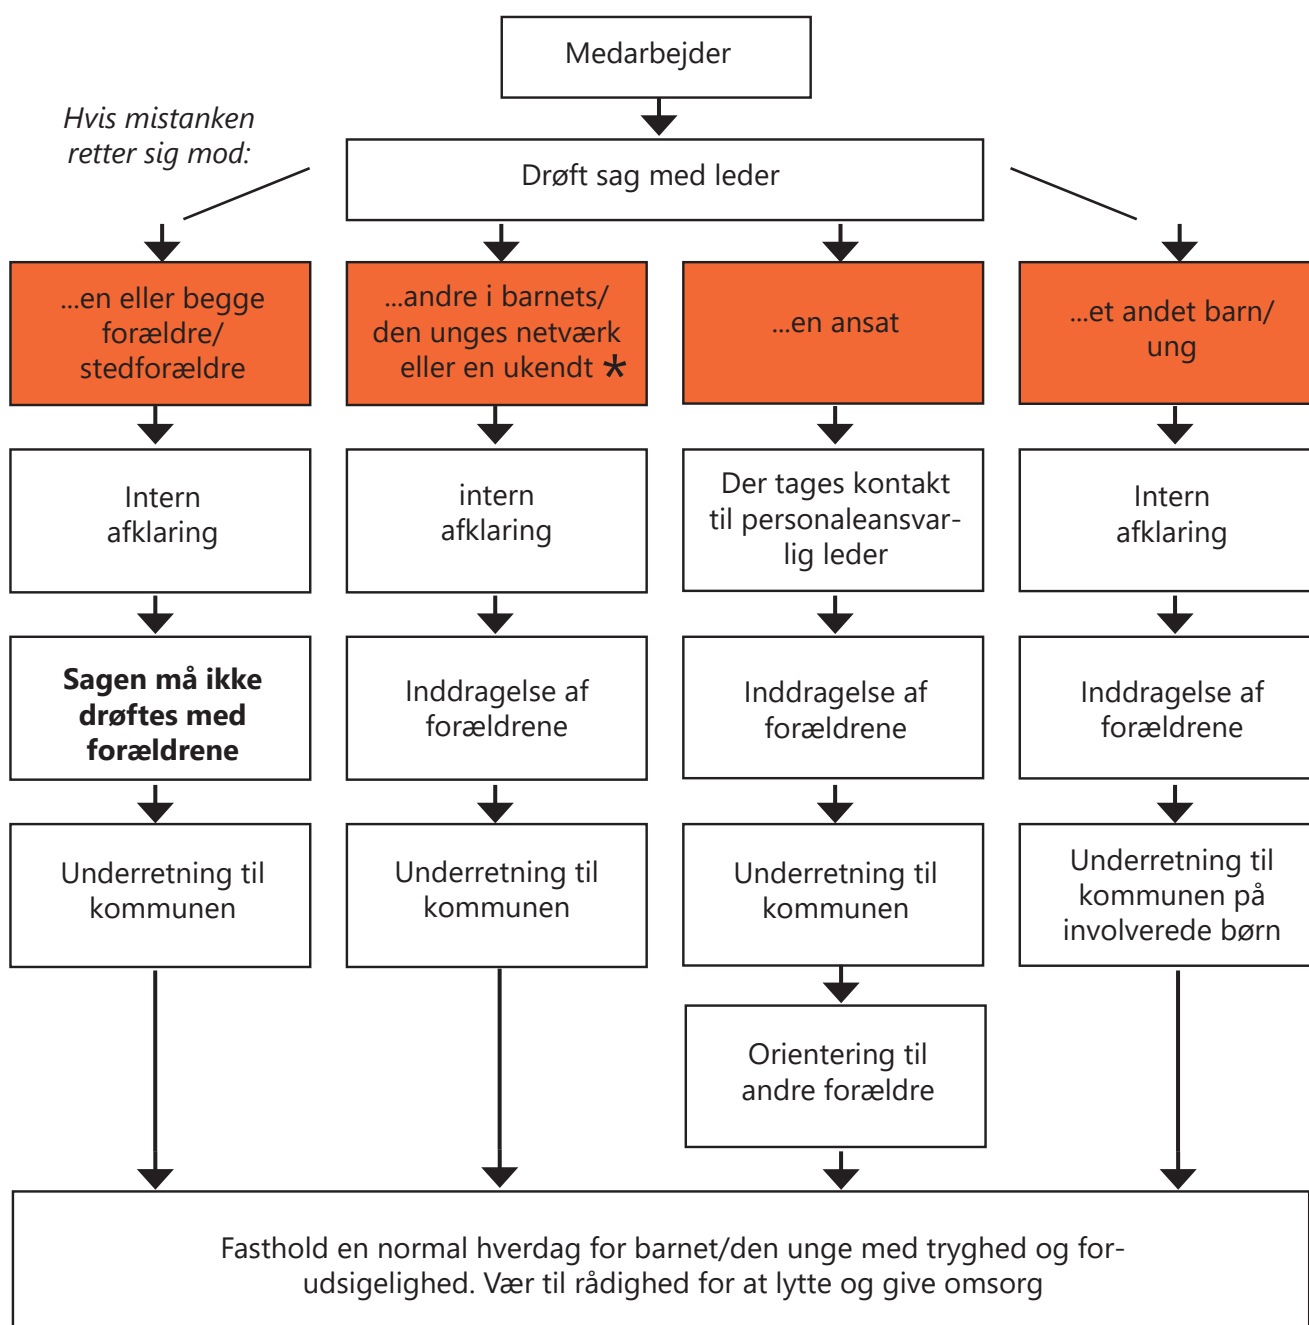 Medarbejder
Hvis mistanken
retter sig mod:
Drøft sag med leder
...en eller begge
forældre/
stedforældre
...andre i barnets/
den unges netværk
eller en ukendt *
...en ansat
...et andet barn/
ung
Intern
afklaring
intern
afklaring
Der tages kontakt
til personaleansvar-
lig leder
Intern
afklaring
Sagen må ikke
drøftes med
forældrene
Inddragelse af
forældrene
Inddragelse af
forældrene
Inddragelse af
forældrene
Underretning til
kommunen
Underretning til
kommunen
Underretning til
kommunen
Underretning til
kommunen på
involverede børn
Orientering til
andre forældre
Fasthold en normal hverdag for barnet/den unge med tryghed og for-
udsigelighed. Vær til rådighed for at lytte og give omsorg